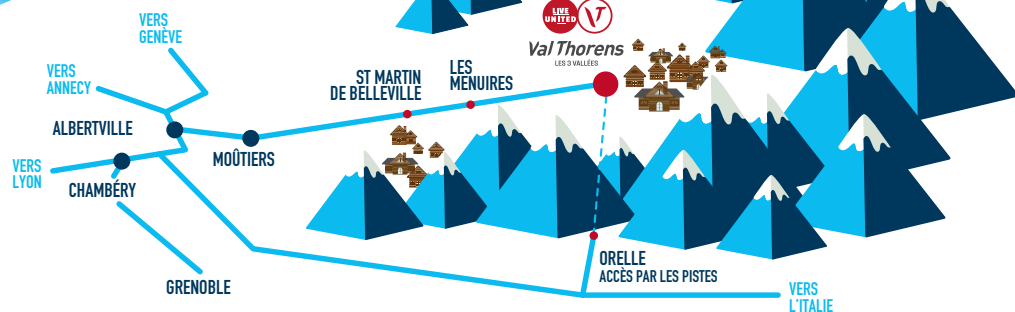 LIVE
UNITED
VT
Val Thorens
LES 3 VALLÉES
VERS
GENÈVE
VERS
ANNECY
ALBERTVILLE
VERS
LYON
CHAMBÉRY
MOÛTIERS
GRENOBLE
ST MARTIN
DE BELLEVILLE
LES
MENUIRES
ORELLE
ACCÈS PAR LES PISTES
VERS
L'ITALIE